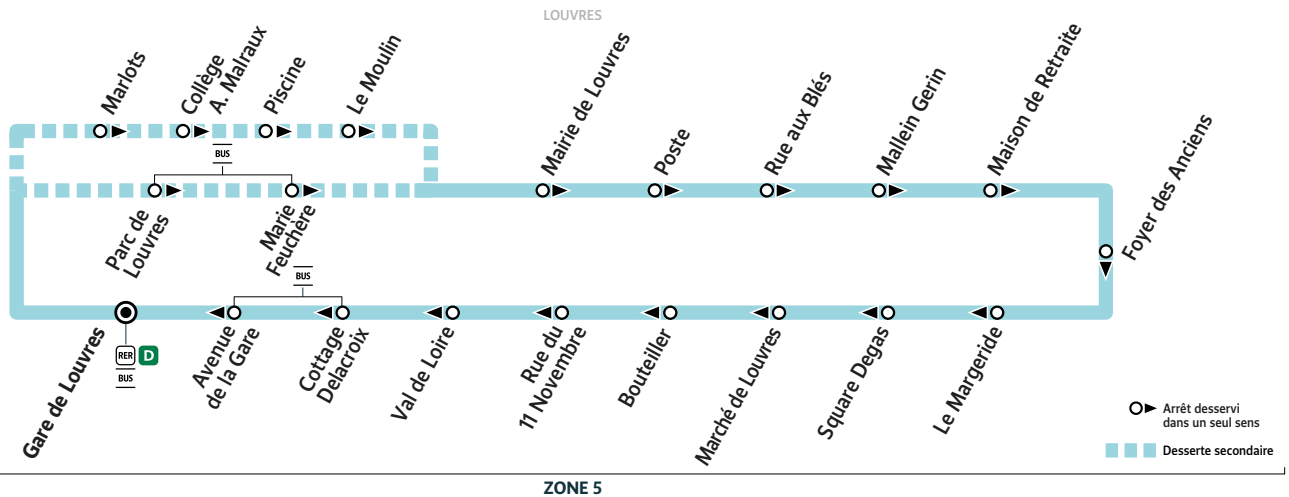 LOUVRES
Marlots
Collège
A. Malraux
Piscine
Le Moulin
BUS
Parc de
Louvres
Marie
Feuchère
Mairie de Louvres
Poste
Rue aux Blés
Mallein Gerin
Maison de Retraite
Foyer des Anciens
BUS
Gare de Louvres
RER D
BUS
Avenue
de la Gare
Cottage
Delacroix
Val de Loire
Rue du
11 Novembre
Bouteiller
Marché de Louvres
Square Degas
Le Margeride
Arrêt desservi
dans un seul sens
Desserte secondaire
ZONE 5